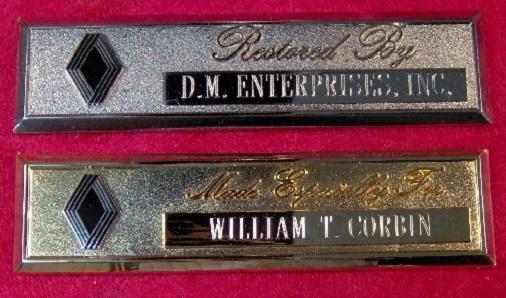 Restored By
D.M. ENTERPRISES, INC.
Made Expressly For
WILLIAM T. CORBIN